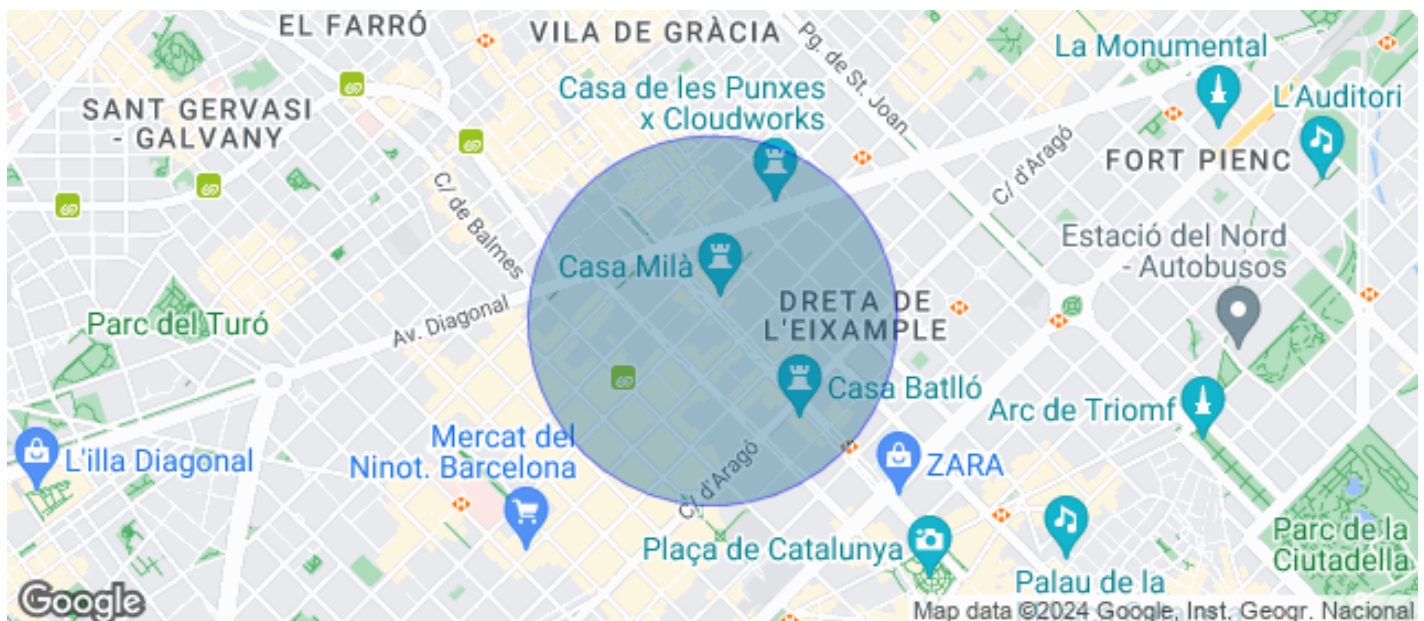 EL FARRÓ
VILA DE GRÀCIA
Pg. de St. Joan
La Monumental
L'Auditori
SANT GERVASI
- GALVANY
Casa de les Punxes
x Cloudworks
C/ d'Aragó
FORT PIENC
C/ de Balmes
Estació del Nord
- Autobusos
Casa Milà
DRETA DE
L'EIXAMPLE
Parc del Turó
Av. Diagonal
Casa Batlló
Arc de Triomf
L'illa Diagonal
Mercat del
Ninot. Barcelona
C/ d'Aragó
ZARA
Plaça de Catalunya
Parc de la
Ciutadella
Palau de la
Google
Map data ©2024 Google, Inst. Geogr. Nacional